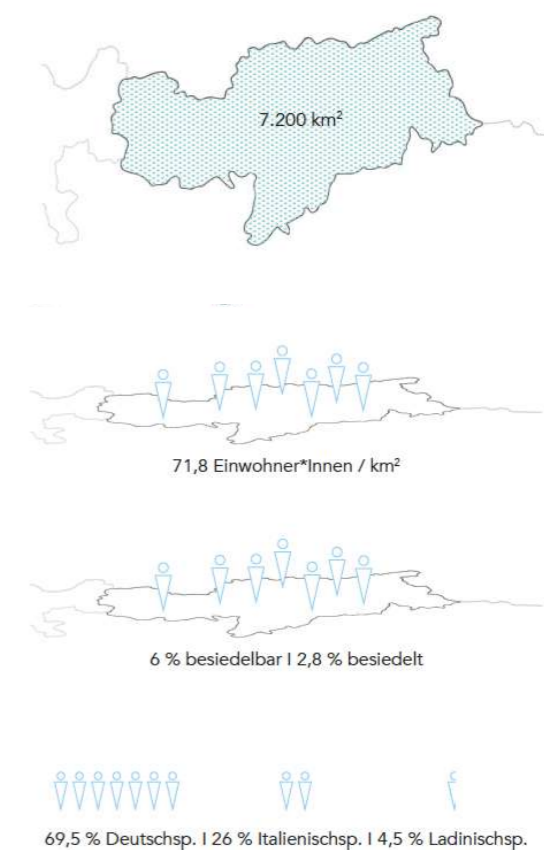 7.200 km²
71,8 Einwohner*Innen / km²
6 % besiedelbar I 2,8 % besiedelt
69,5 % Deutschsp. I 26 % Italienischsp. I 4,5 % Ladinischsp.